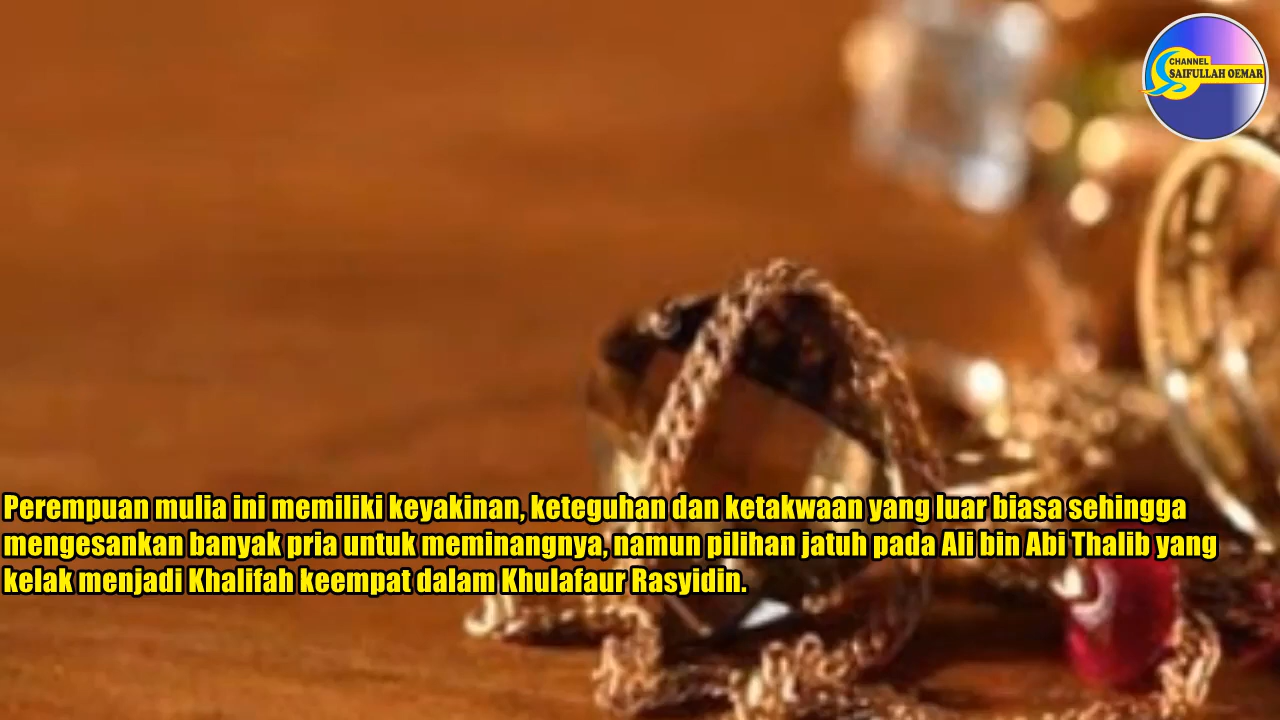 CHANNEL
SAIFULLAH OEMAR
Perempuan mulia ini memiliki keyakinan, keteguhan dan ketakwaan yang luar biasa sehingga
mengesankan banyak pria untuk meminangnya, namun pilihan jatuh pada Ali bin Abi Thalib yang
kelak menjadi Khalifah keempat dalam Khulafaur Rasyidin.